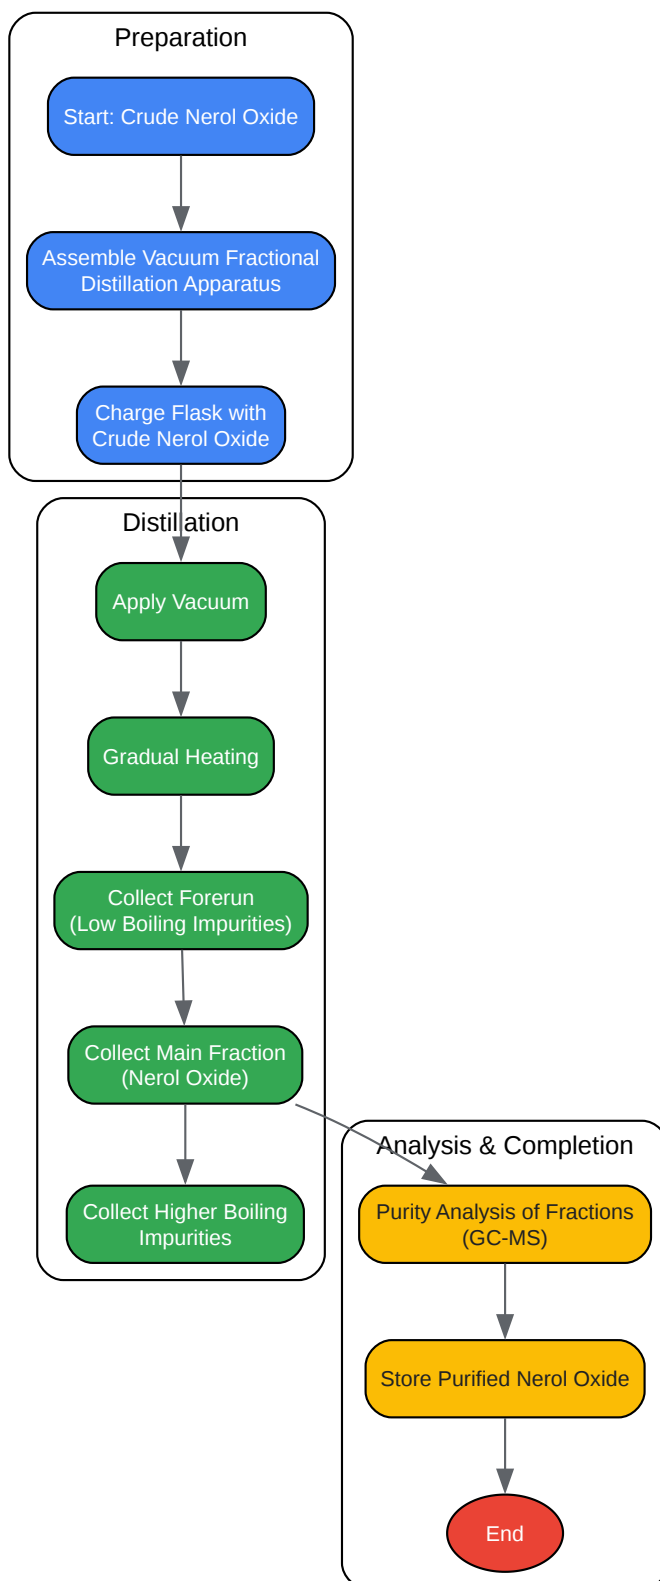 Preparation
Start: Crude Nerol Oxide
Assemble Vacuum Fractional
Distillation Apparatus
Charge Flask with
Crude Nerol Oxide
Distillation
Apply Vacuum
Gradual Heating
Collect Forerun
(Low Boiling Impurities)
Collect Main Fraction
(Nerol Oxide)
Collect Higher Boiling
Impurities
Analysis & Completion
Purity Analysis of Fractions
(GC-MS)
Store Purified Nerol Oxide
End